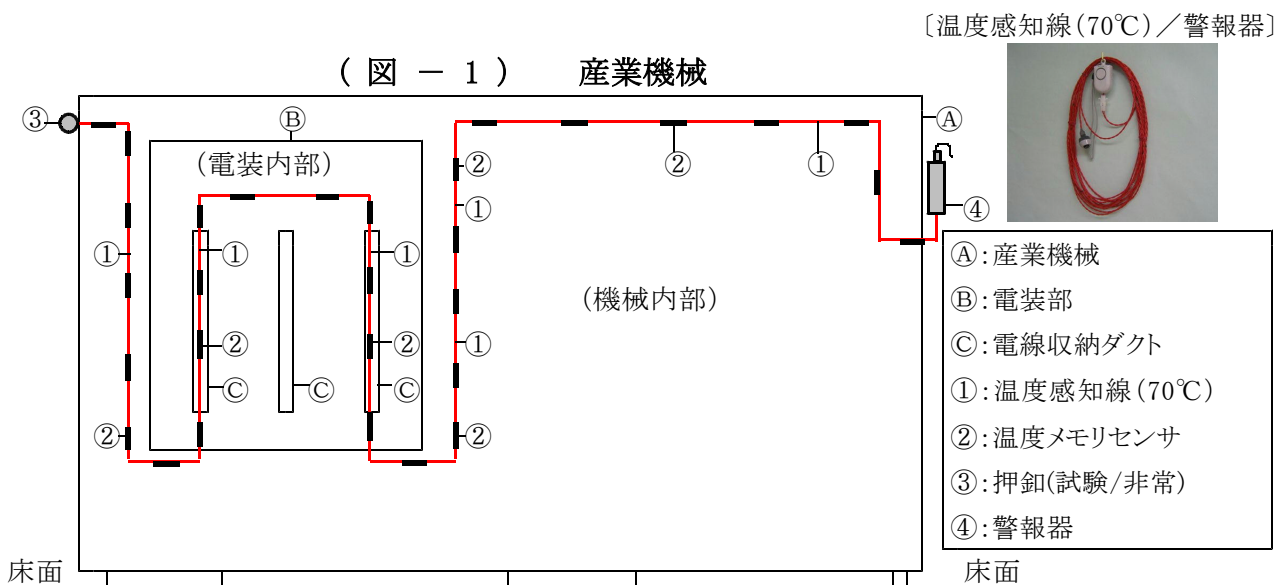 〔温度感知線(70℃)／警報器〕
(図－1)　産業機械
③
Ⓑ
Ⓐ
(電装内部)
②
②
①
①
④
①
①
①
(機械内部)
②
②
①
Ⓒ
Ⓒ
Ⓒ
②
②
Ⓐ:産業機械
Ⓑ:電装部
Ⓒ:電線収納ダクト
①:温度感知線(70℃)
②:温度メモリセンサ
③:押釦(試験/非常)
④:警報器
床面
床面